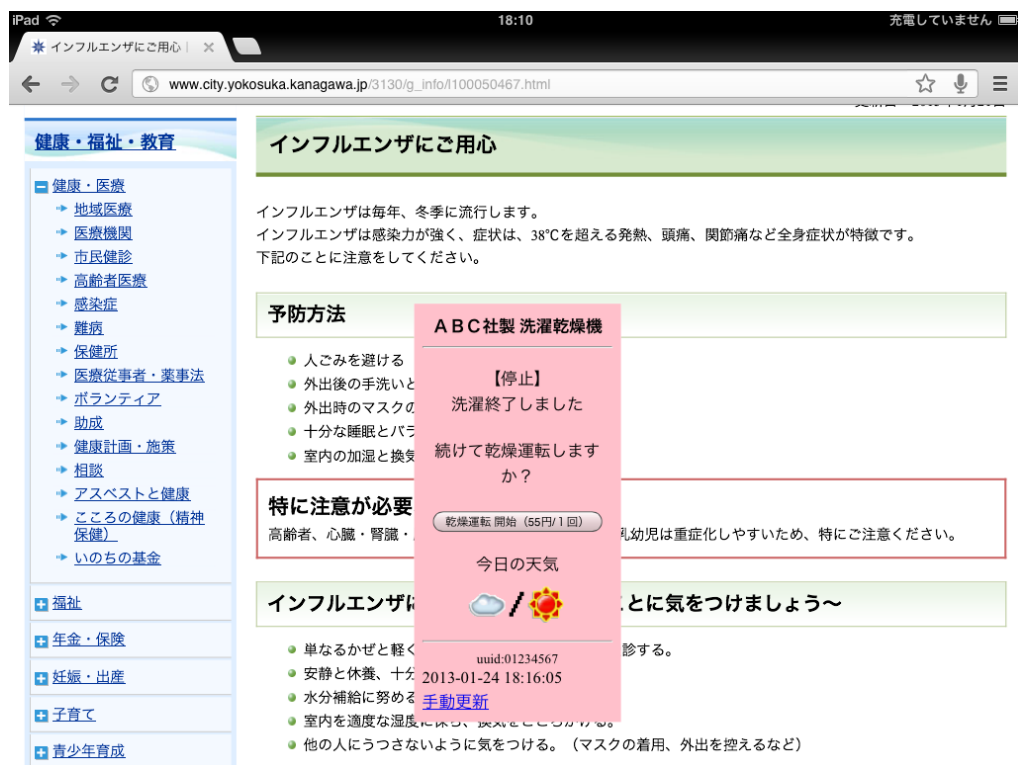 iPad 18:10 充電していません
インフルエンザにご用心
www.city.yokosuka.kanagawa.jp/3130/g_info/l100050467.html
健康・福祉・教育
健康・医療
地域医療
医療機関
市民健診
高齢者医療
感染症
難病
保健所
医療従事者・薬事法
ボランティア
助成
健康計画・施策
相談
アスベストと健康
こころの健康（精神
保健）
いのちの基金
福祉
年金・保険
妊娠・出産
子育て
青少年育成
インフルエンザにご用心
インフルエンザは毎年、冬季に流行します。
インフルエンザは感染力が強く、症状は、38℃を超える発熱、頭痛、関節痛など全身症状が特徴です。
下記のことに注意をしてください。
予防方法
人ごみを避ける
外出後の手洗いと
外出時のマスクの
十分な睡眠とバラ
室内の加湿と換気
特に注意が必要
高齢者、心臓・腎臓・ 乳幼児は重症化しやすいため、特にご注意ください。
インフルエンザに ことに気をつけましょう～
単なるかぜと軽く 診する。
安静と休養、十分
水分補給に努める
室内を適度な湿度に保ち、換気をこころがける。
他の人にうつさないように気をつける。（マスクの着用、外出を控えるなど）
ＡＢＣ社製 洗濯乾燥機
【停止】
洗濯終了しました
続けて乾燥運転します
か？
乾燥運転 開始（55円/１回）
今日の天気
/
uuid:01234567
2013-01-24 18:16:05
手動更新